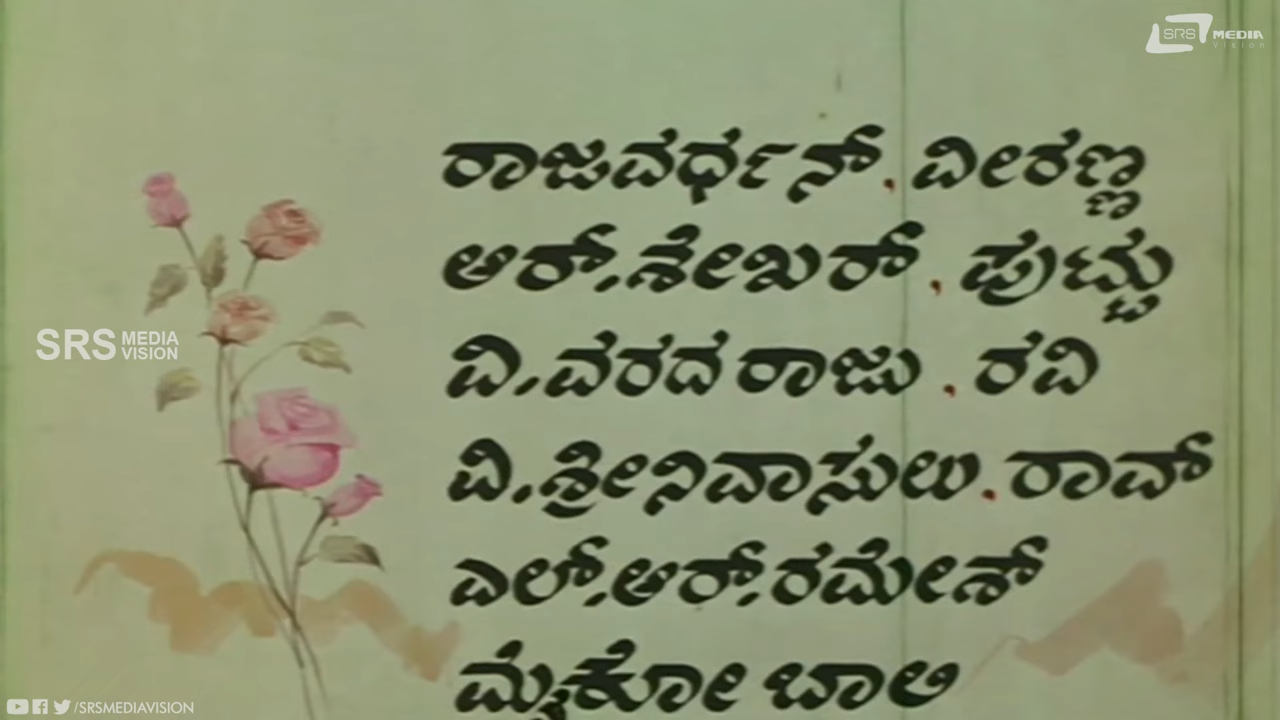 SRS MEDIA
Vision
ರಾಜವರ್ಧನ್. ವೀರಣ್ಣ
ಆರ್.ಶೇಖರ್. ಪುಟ್ಟು
SRS MEDIA VISION
ವಿ.ವರದರಾಜು. ರವಿ
ವಿ.ಶ್ರೀನಿವಾಸುಲು.ರಾವ್
ಎಲ್.ಆರ್.ರಮೇಶ್
ಮೈಕೋ ಬಾಲಿ
/SRSMEDIAVISION